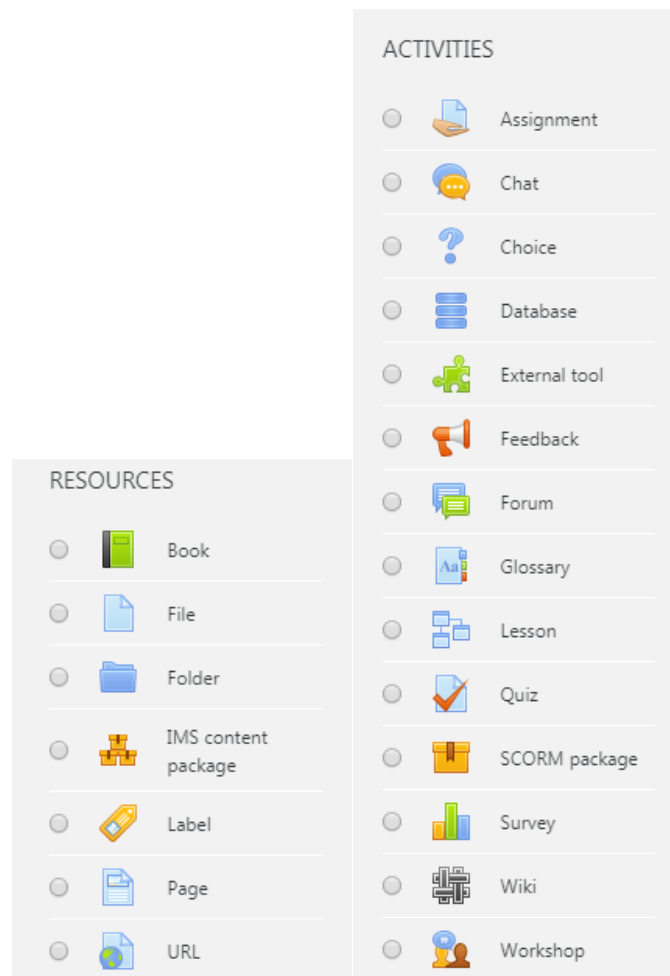 RESOURCES
Book
File
Folder
IMS content
package
Label
Page
URL
ACTIVITIES
Assignment
Chat
Choice
Database
External tool
Feedback
Forum
Aa
Glossary
Lesson
Quiz
SCORM package
Survey
Wiki
Workshop